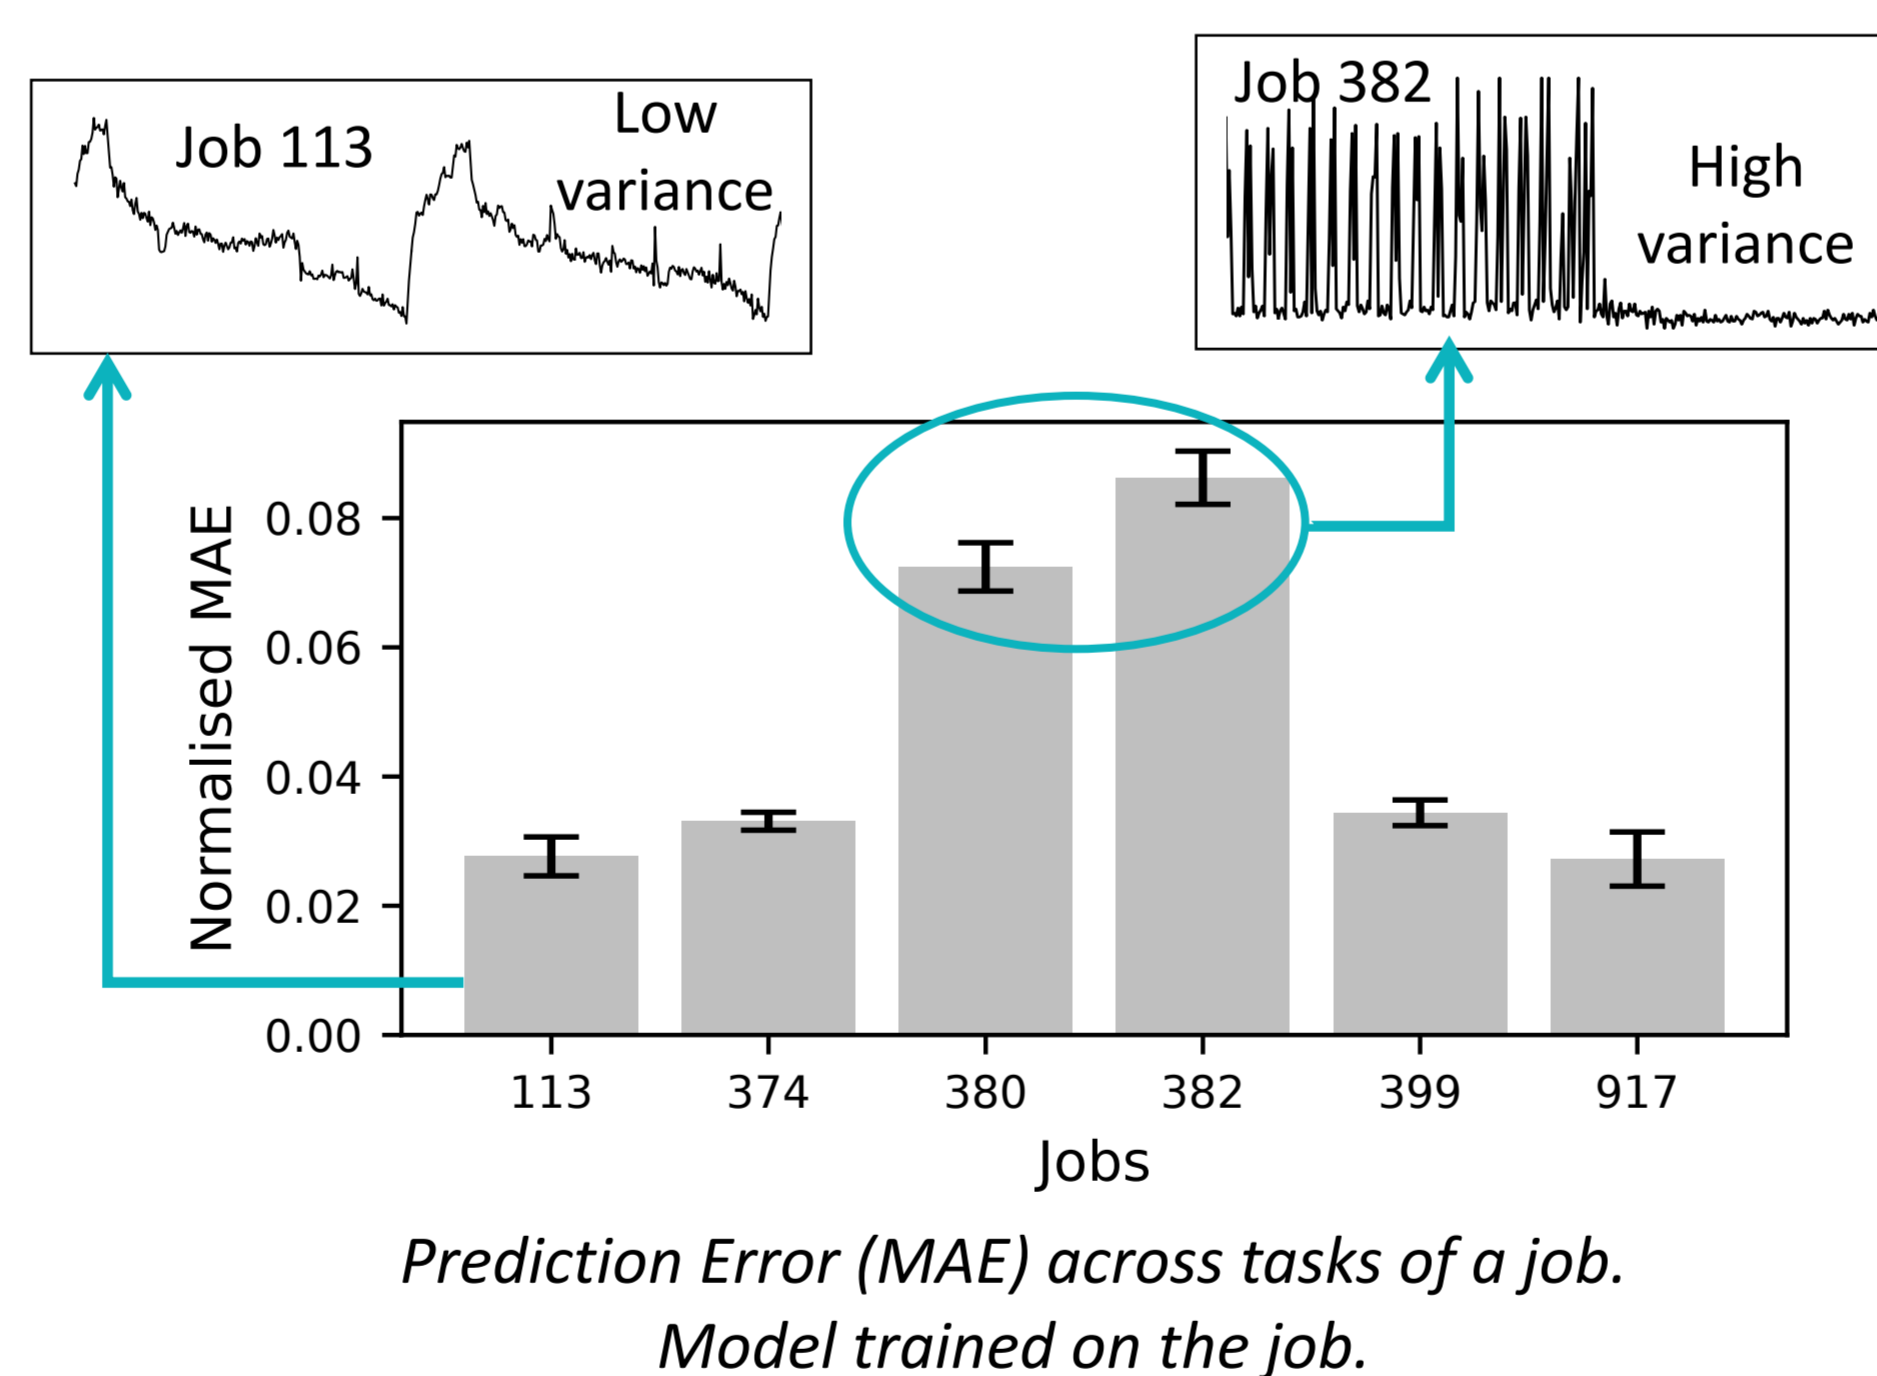 Job 113
Low
variance
Job 382
High
variance
Normalised MAE
0.08
0.06
0.04
0.02
0.00
113 374 380 382 399 917
Jobs
Prediction Error (MAE) across tasks of a job.
Model trained on the job.